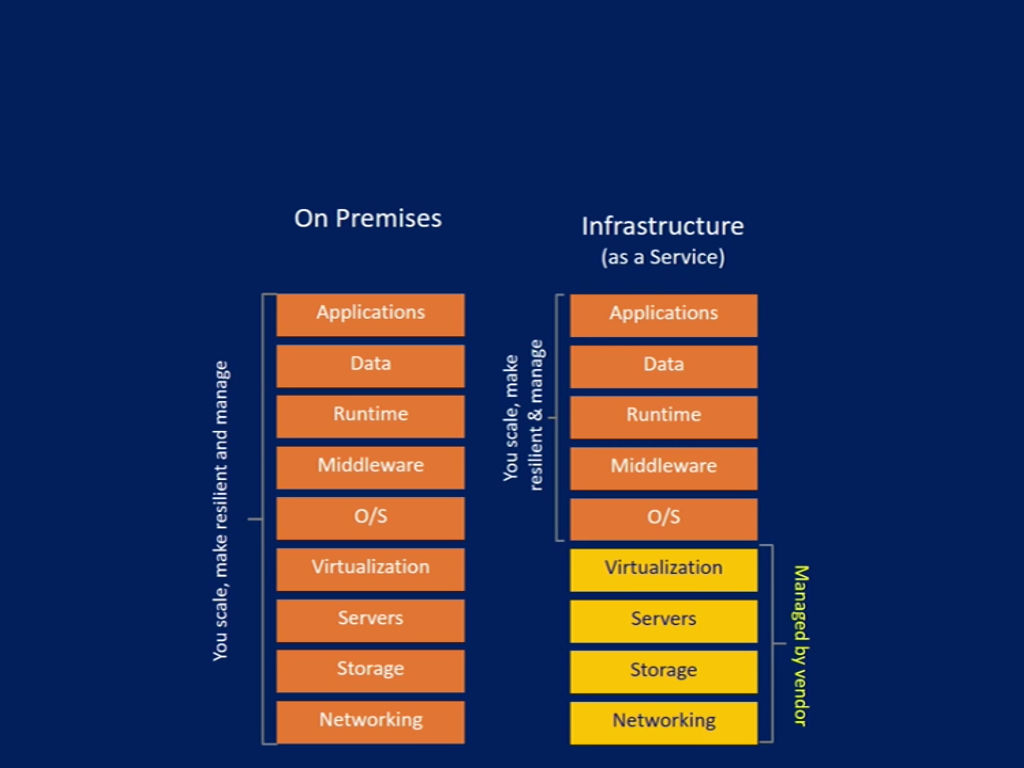 On Premises
You scale, make resilient and manage
Applications
Data
Runtime
Middleware
O/S
Virtualization
Servers
Storage
Networking
Infrastructure
(as a Service)
You scale, make
resilient & manage
Applications
Data
Runtime
Middleware
O/S
Virtualization
Servers
Storage
Networking
Managed by vendor